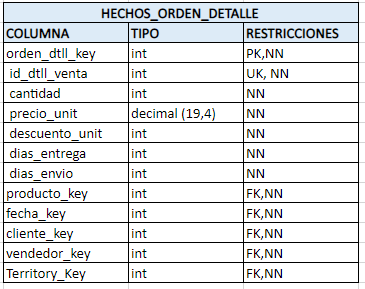 HECHOS_ORDEN_DETALLE
COLUMNA TIPO RESTRICCIONES
orden_dtll_key int PK,NN
id_dtll_venta int UK, NN
cantidad int NN
precio_unit decimal (19,4) NN
descuento_unit int NN
dias_entrega int NN
dias_envio int NN
producto_key int FK,NN
fecha_key int FK,NN
cliente_key int FK,NN
vendedor_key int FK,NN
Territory_Key int FK,NN